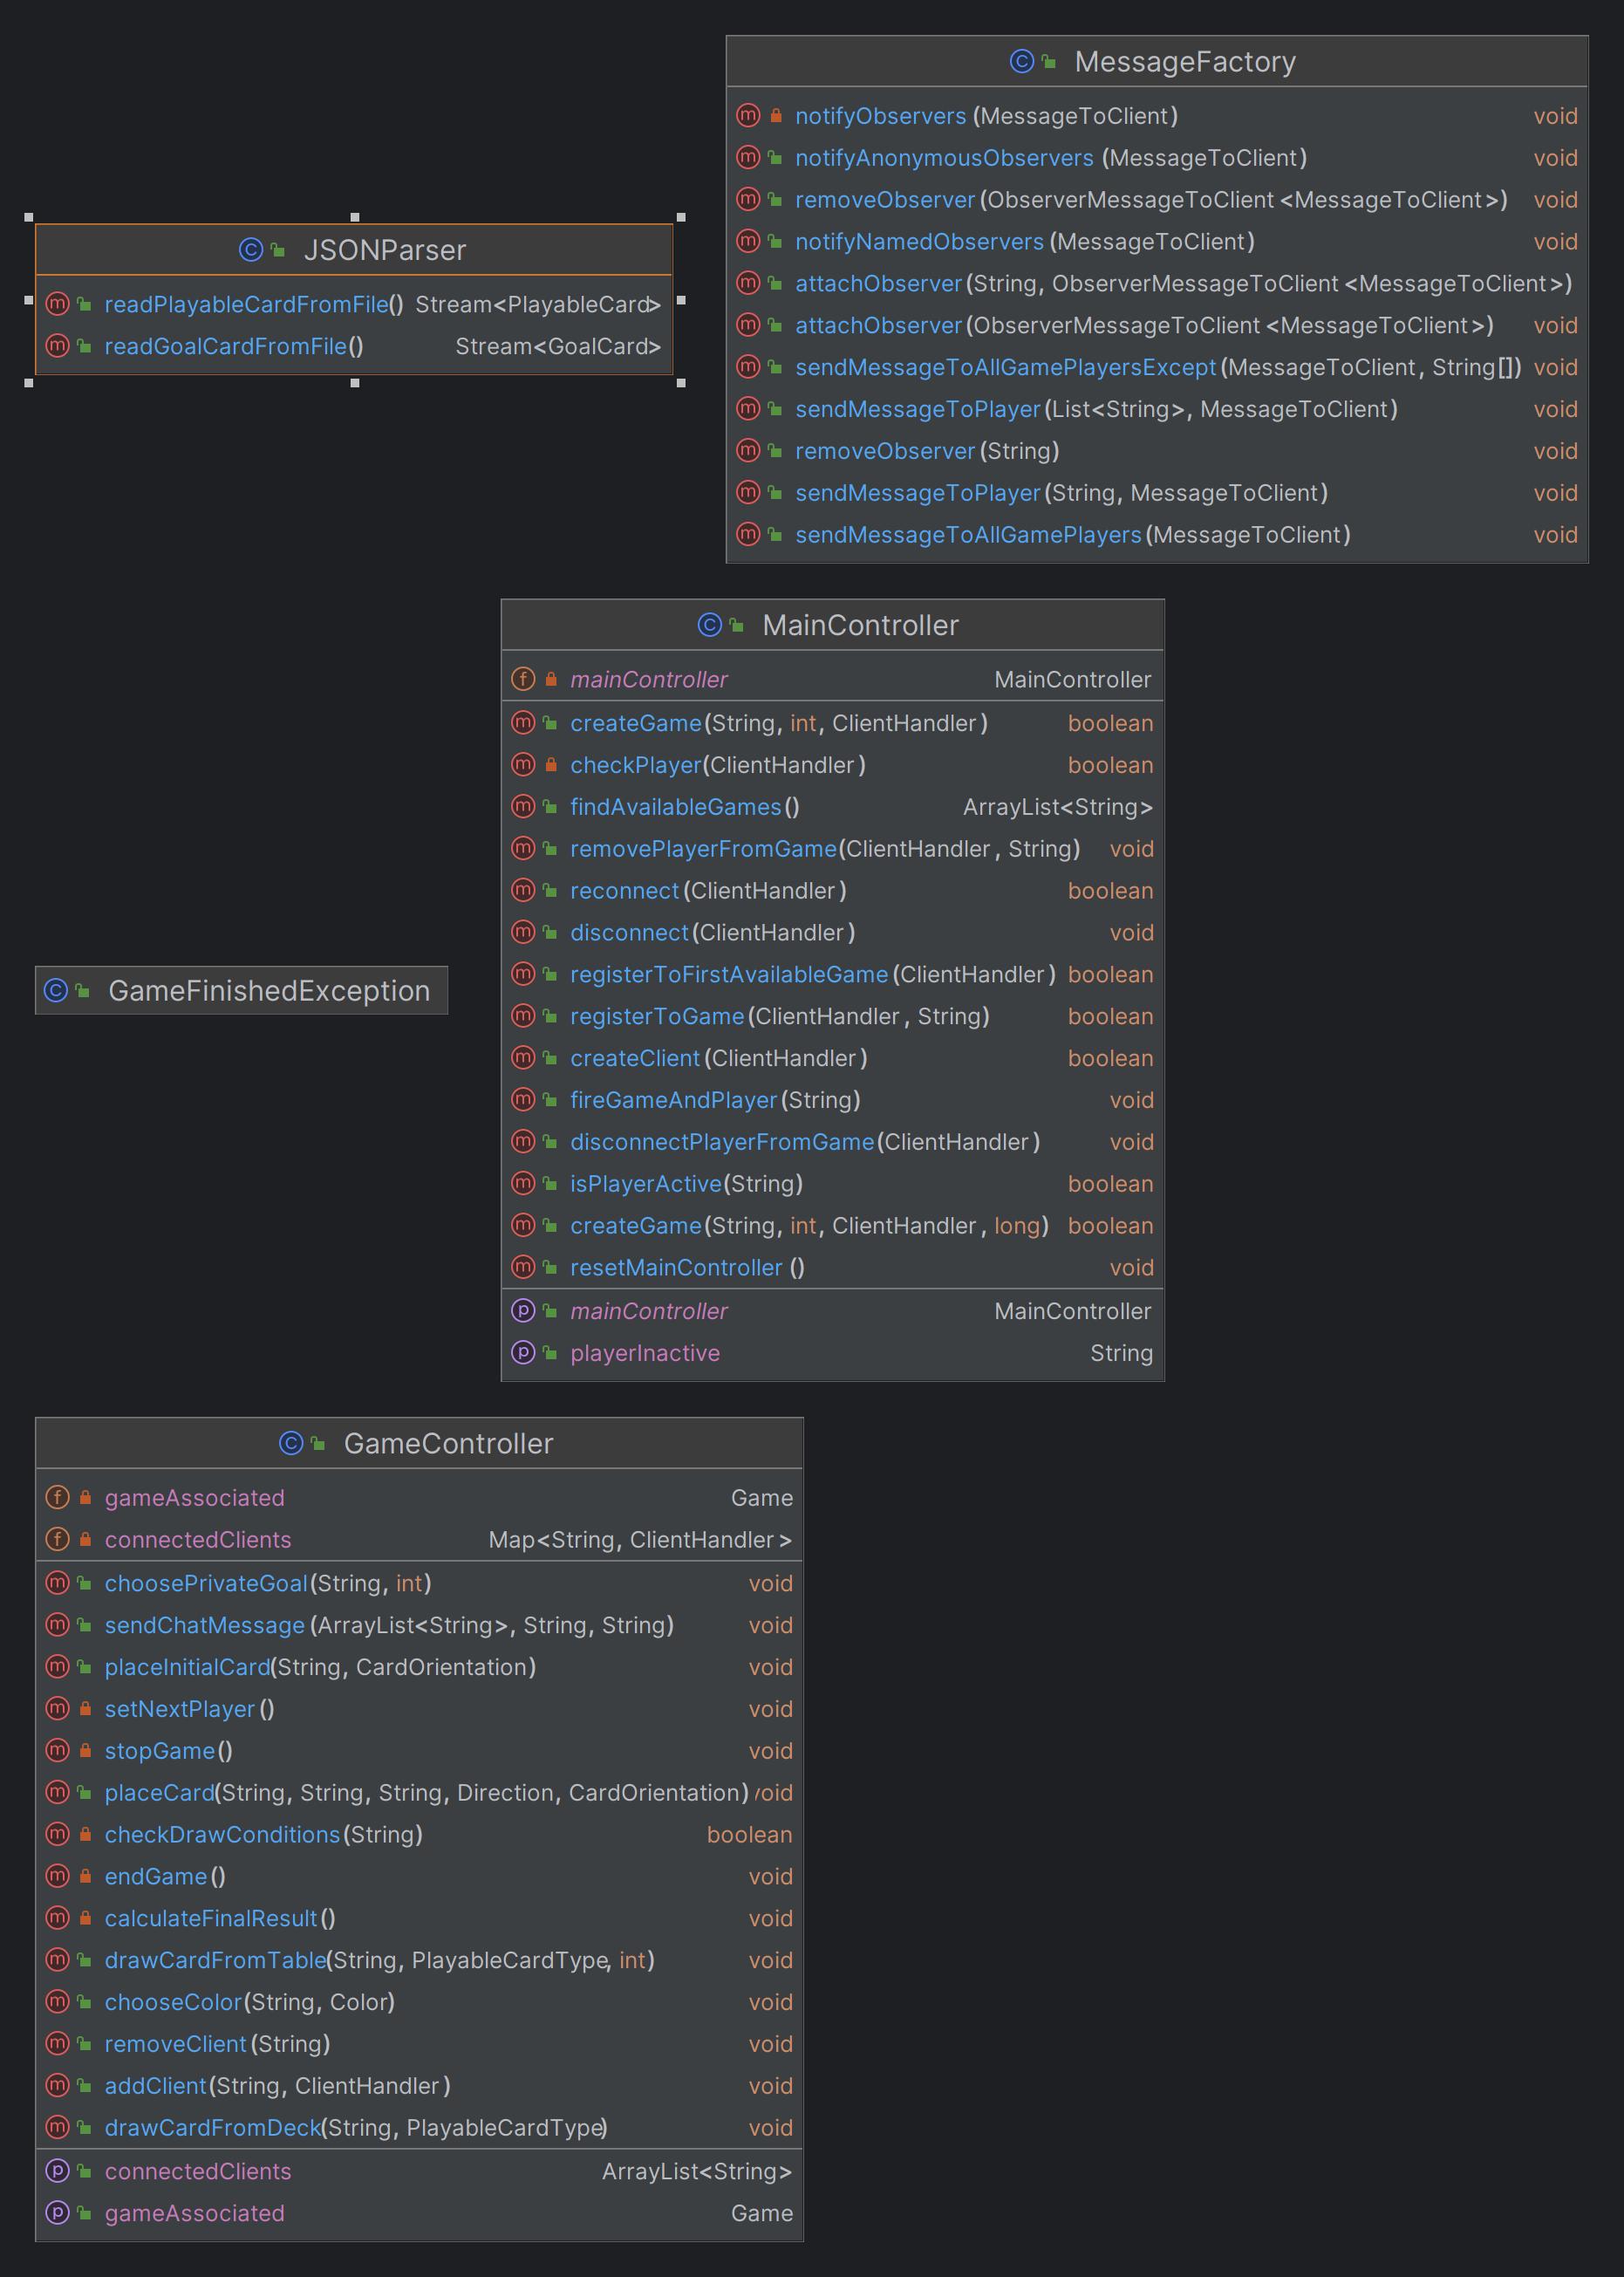 MessageFactory
notifyObservers(MessageToClient) void
notifyAnonymousObservers(MessageToClient) void
removeObserver(ObserverMessageToClient<MessageToClient>) void
notifyNamedObservers(MessageToClient) void
attachObserver(String, ObserverMessageToClient<MessageToClient>)
attachObserver(ObserverMessageToClient<MessageToClient>) void
sendMessageToAllGamePlayersExcept(MessageToClient, String[]) void
sendMessageToPlayer(List<String>, MessageToClient) void
removeObserver(String) void
sendMessageToPlayer(String, MessageToClient) void
sendMessageToAllGamePlayers(MessageToClient) void
JSONParser
readPlayableCardFromFile() Stream<PlayableCard>
readGoalCardFromFile() Stream<GoalCard>
MainController
mainController MainController
createGame(String, int, ClientHandler) boolean
checkPlayer(ClientHandler) boolean
findAvailableGames() ArrayList<String>
removePlayerFromGame(ClientHandler, String) void
reconnect(ClientHandler) boolean
disconnect(ClientHandler) void
registerToFirstAvailableGame(ClientHandler) boolean
registerToGame(ClientHandler, String) boolean
createClient(ClientHandler) boolean
fireGameAndPlayer(String) void
disconnectPlayerFromGame(ClientHandler) void
isPlayerActive(String) boolean
createGame(String, int, ClientHandler, long) boolean
resetMainController() void
mainController MainController
playerInactive String
GameFinishedException
GameController
gameAssociated Game
connectedClients Map<String, ClientHandler>
choosePrivateGoal(String, int) void
sendChatMessage(ArrayList<String>, String, String) void
placeInitialCard(String, CardOrientation) void
setNextPlayer() void
stopGame() void
placeCard(String, String, String, Direction, CardOrientation) void
checkDrawConditions(String) boolean
endGame() void
calculateFinalResult() void
drawCardFromTable(String, PlayableCardType, int) void
chooseColor(String, Color) void
removeClient(String) void
addClient(String, ClientHandler) void
drawCardFromDeck(String, PlayableCardType) void
connectedClients ArrayList<String>
gameAssociated Game